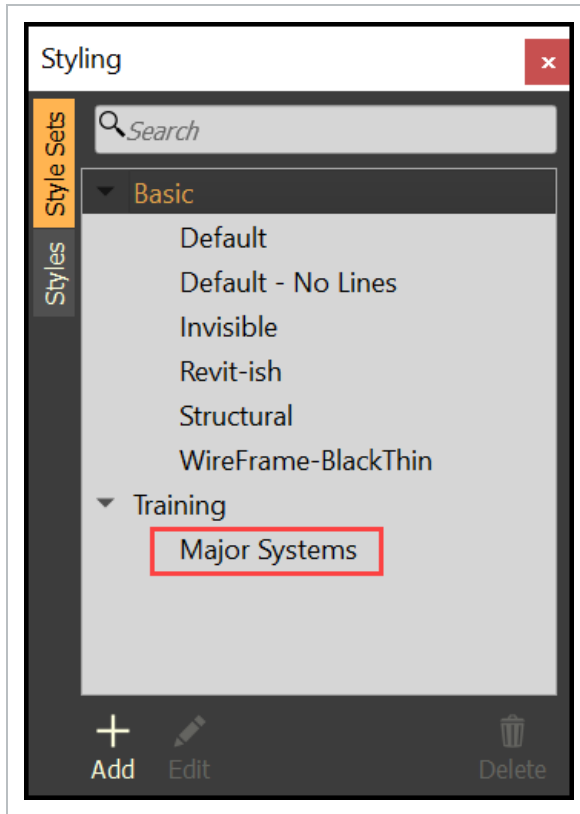 Styling
x
Style Sets
Styles
Search
Basic
Default
Default - No Lines
Invisible
Revit-ish
Structural
WireFrame-BlackThin
Training
Major Systems
Add
Edit
Delete